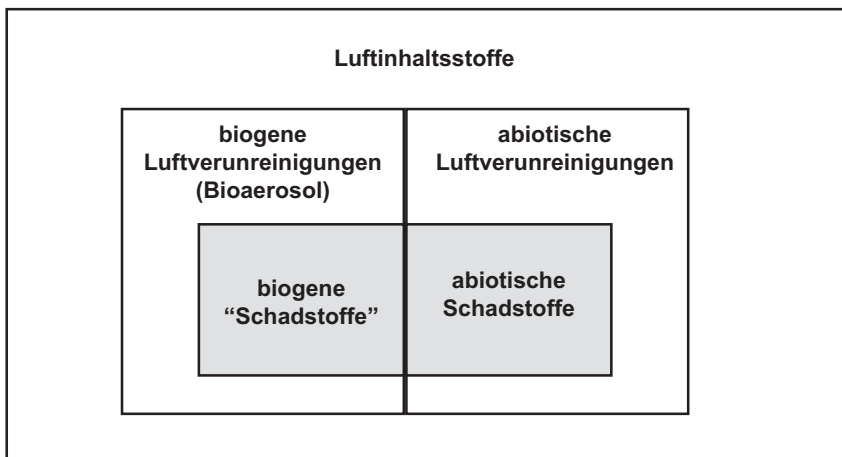 Luftinhaltsstoffe
biogene
Luftverunreinigungen
(Bioaerosol)
abiotische
Luftverunreinigungen
biogene
“Schadstoffe”
abiotische
Schadstoffe